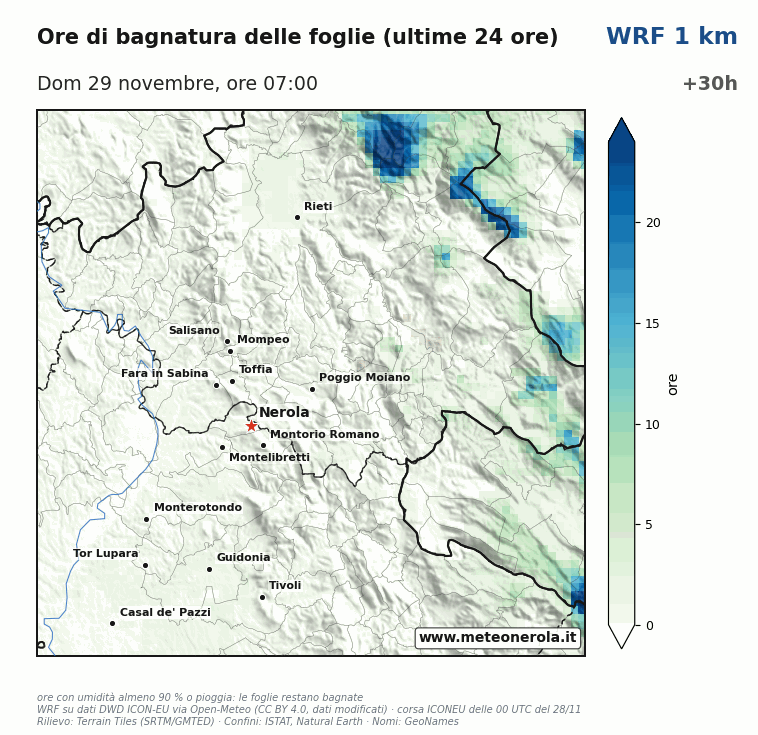 Ore di bagnatura delle foglie (ultime 24 ore)
WRF 1 km
Dom 29 novembre, ore 07:00
+30h
Rieti
Salisano
Mompeo
Fara in Sabina
Toffia
Poggio Moiano
Nerola
Montorio Romano
Montelibretti
Monterotondo
Tor Lupara
Guidonia
Tivoli
Casal de' Pazzi
www.meteonerola.it
20
15
10
5
0
ore
ore con umidità almeno 90 % o pioggia: le foglie restano bagnate
WRF su dati DWD ICON-EU via Open-Meteo (CC BY 4.0, dati modificati) · corsa ICONEU delle 00 UTC del 28/11
Rilievo: Terrain Tiles (SRTM/GMTED) · Confini: ISTAT, Natural Earth · Nomi: GeoNames